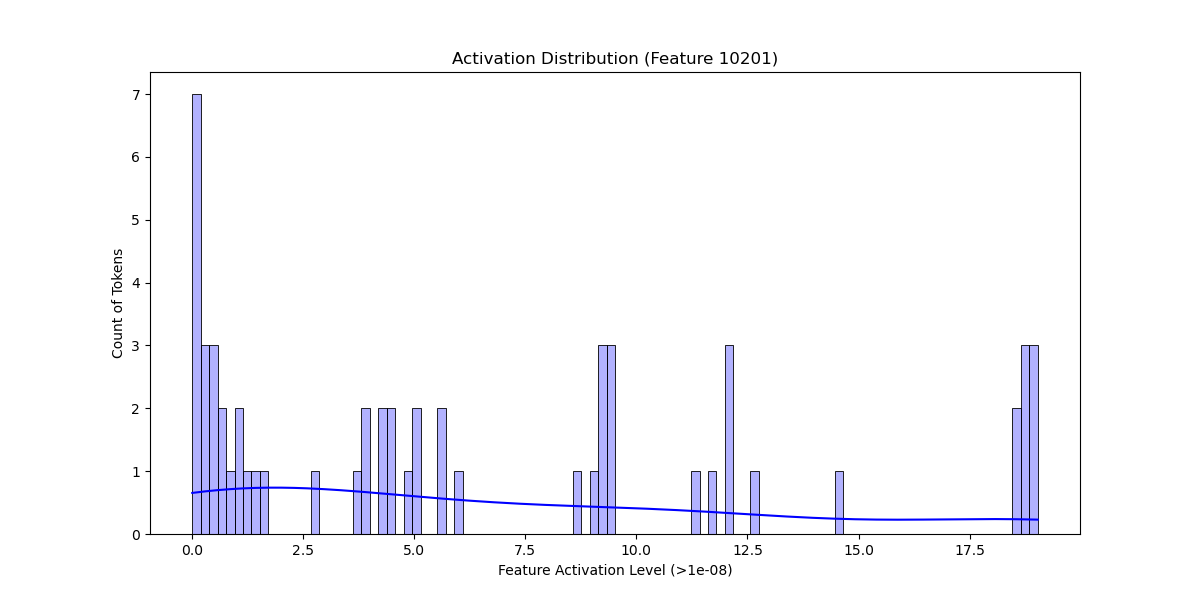 Activation Distribution (Feature 10201)
7
6
5
4
3
2
1
0
Count of Tokens
0.0 2.5 5.0 7.5 10.0 12.5 15.0 17.5
Feature Activation Level (>1e-08)